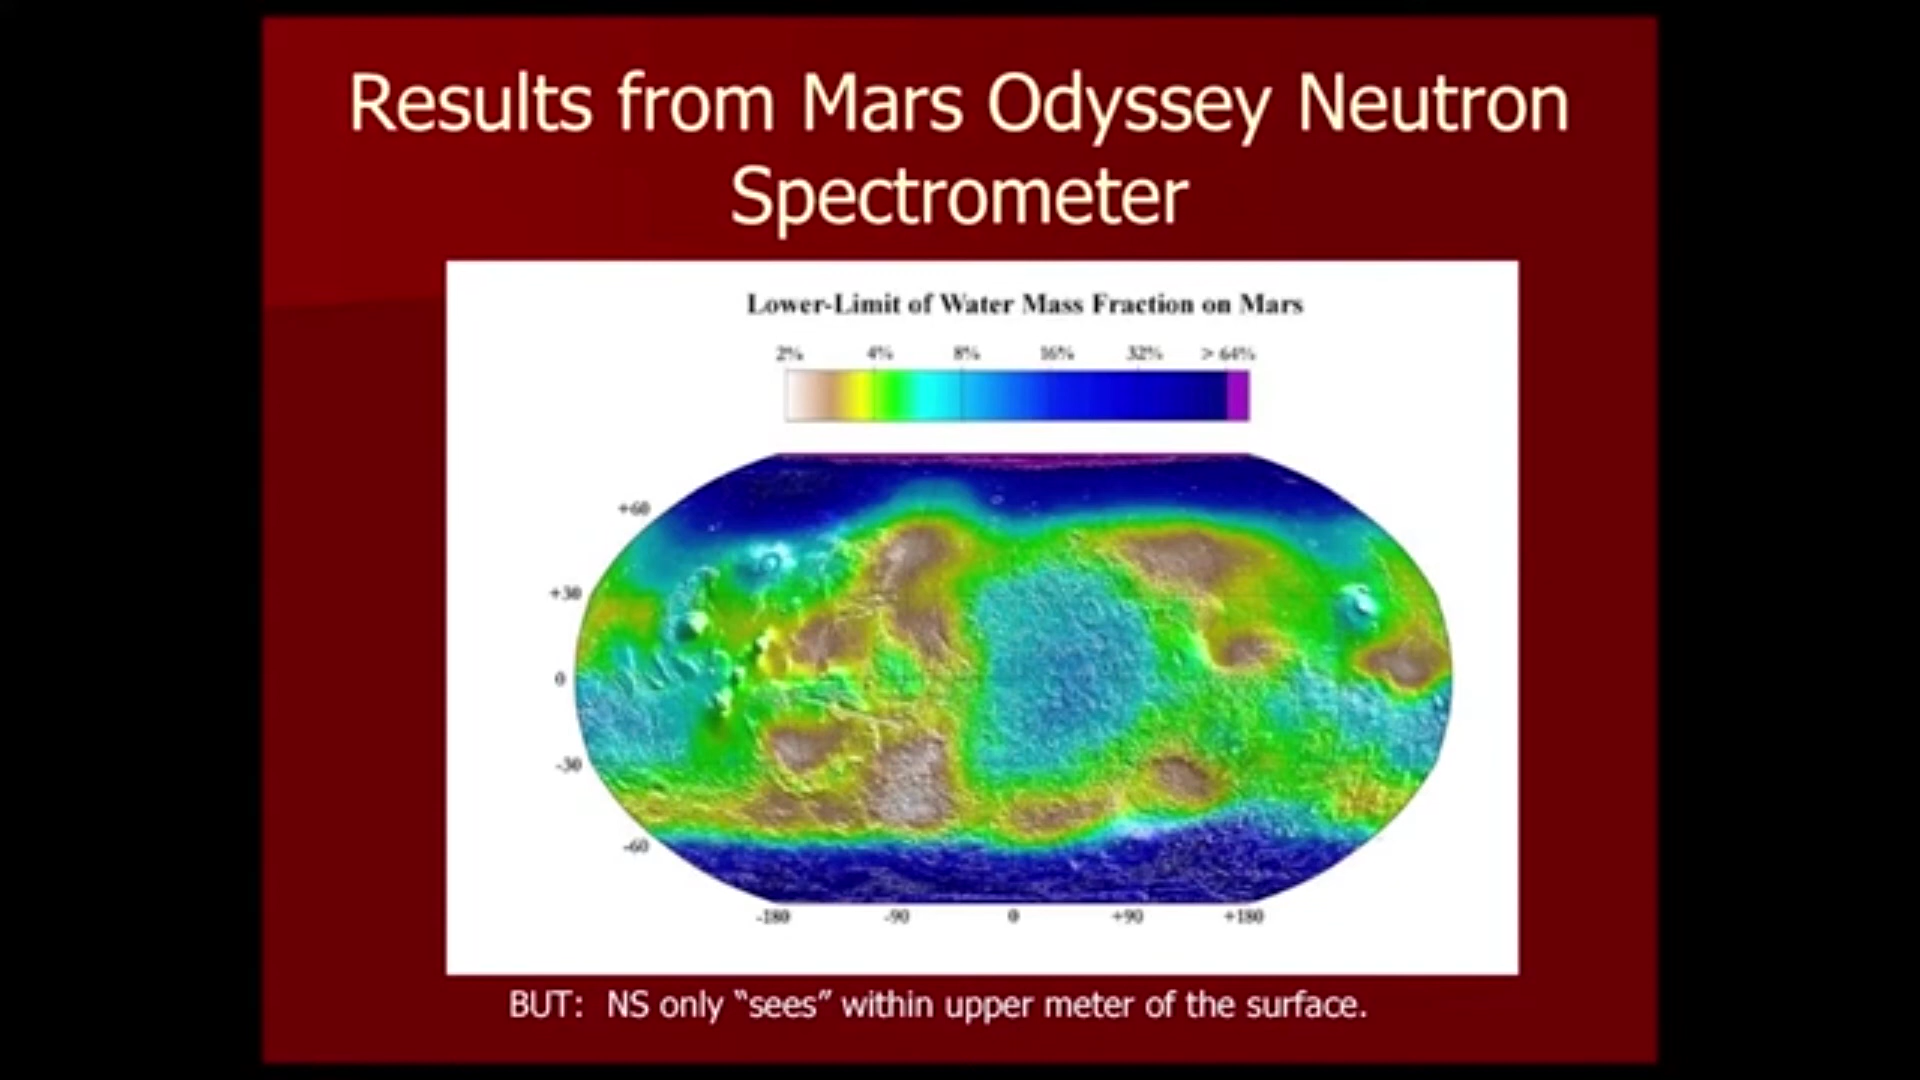 Results from Mars Odyssey Neutron
Spectrometer
Lower-Limit of Water Mass Fraction on Mars
2% 4% 8% 16% 32% > 64%
+60
+30
0
-30
-60
-180 -90 0 +90 +180
BUT: NS only “sees” within upper meter of the surface.